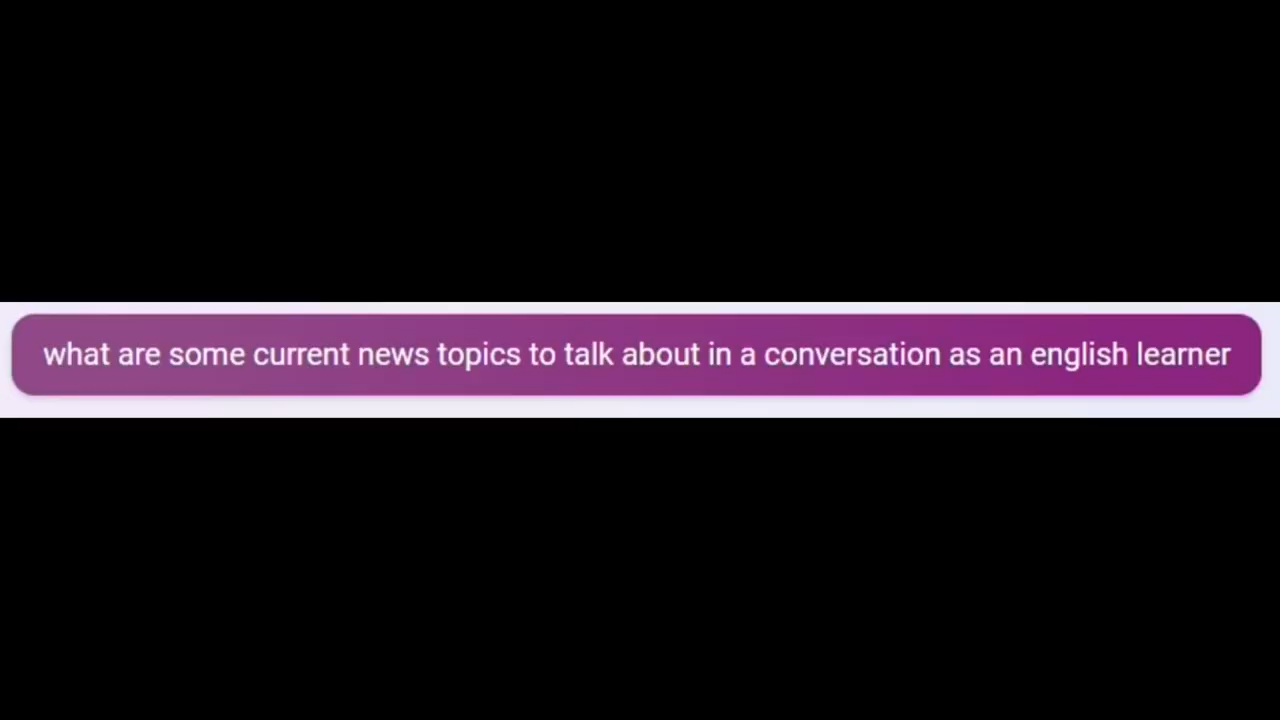 what are some current news topics to talk about in a conversation as an english learner